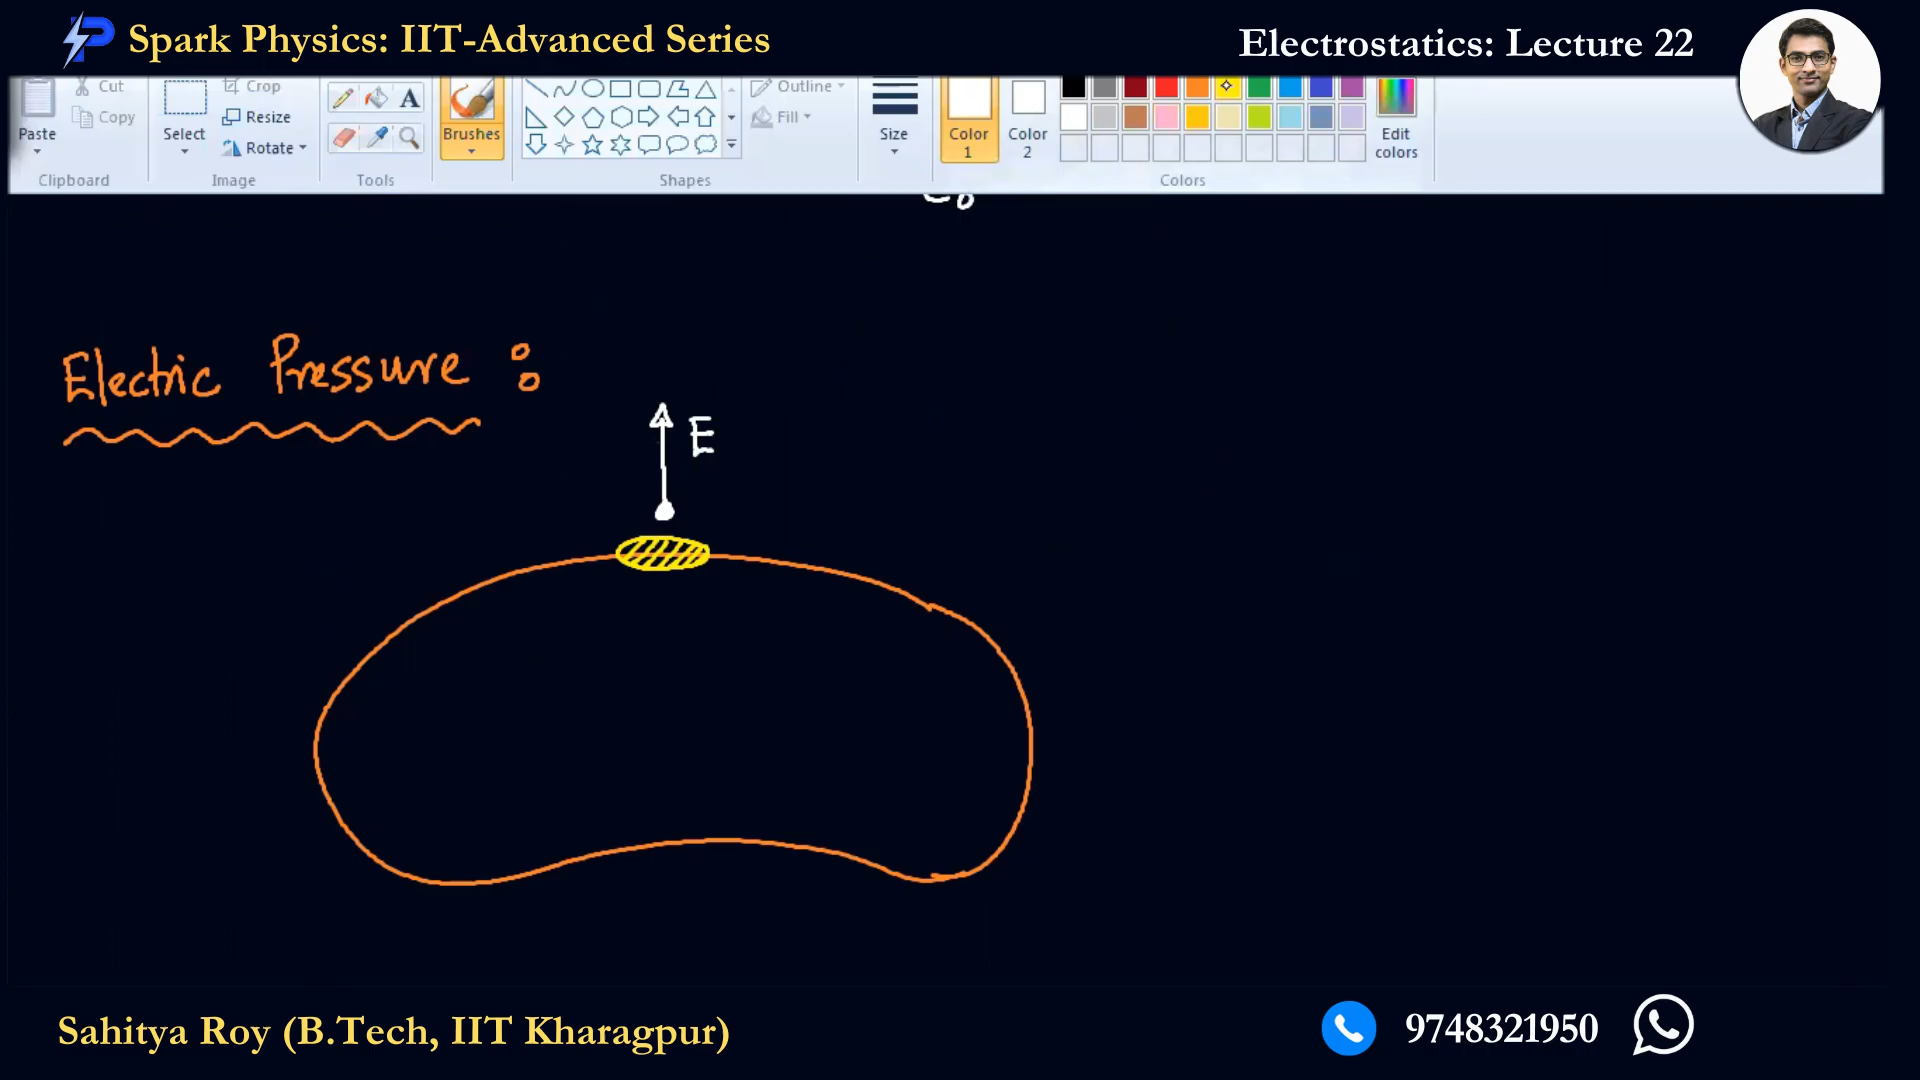 Spark Physics: IIT-Advanced Series
Electrostatics: Lecture 22
Cut
Crop
Outline
Copy
Resize
Fill
Paste
Select
Rotate
Brushes
Size
Color 1
Color 2
Edit colors
Clipboard
Image
Tools
Shapes
Colors
Electric Pressure :
E
Sahitya Roy (B.Tech, IIT Kharagpur)
9748321950